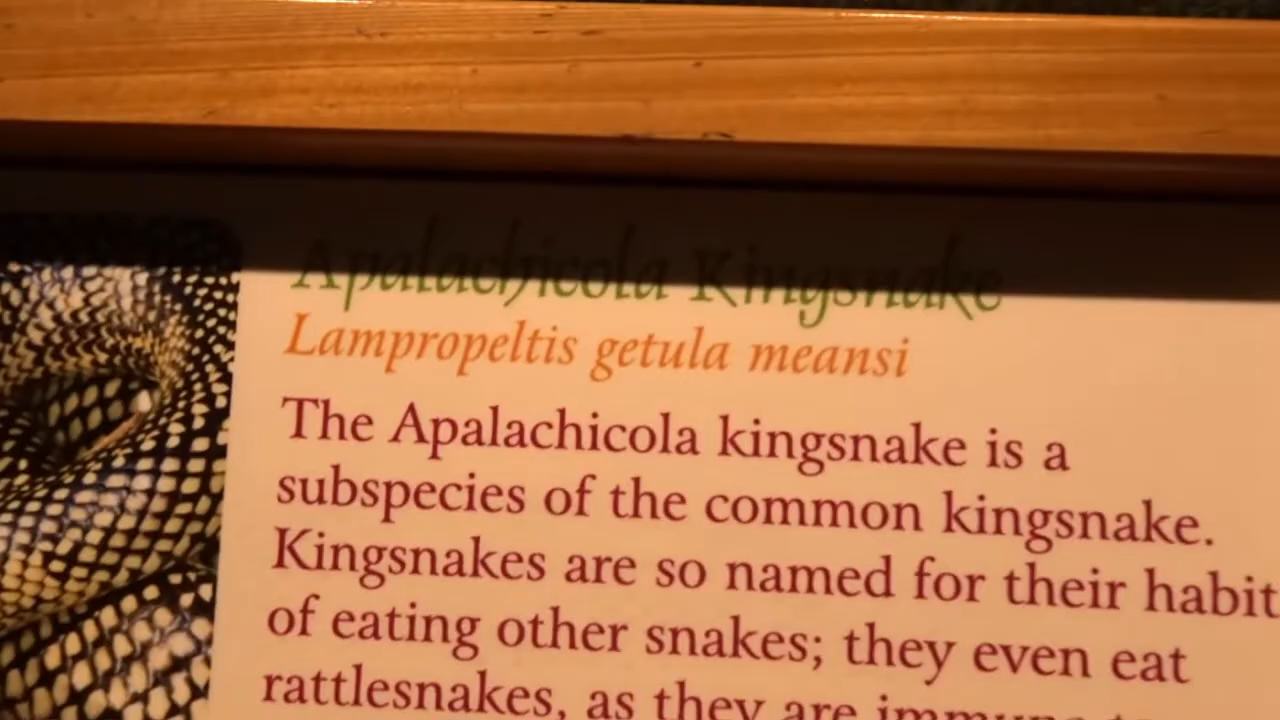 Apalachicola Kingsnake
Lampropeltis getula meansi
The Apalachicola kingsnake is a
subspecies of the common kingsnake.
Kingsnakes are so named for their habit
of eating other snakes; they even eat
rattlesnakes, as they are